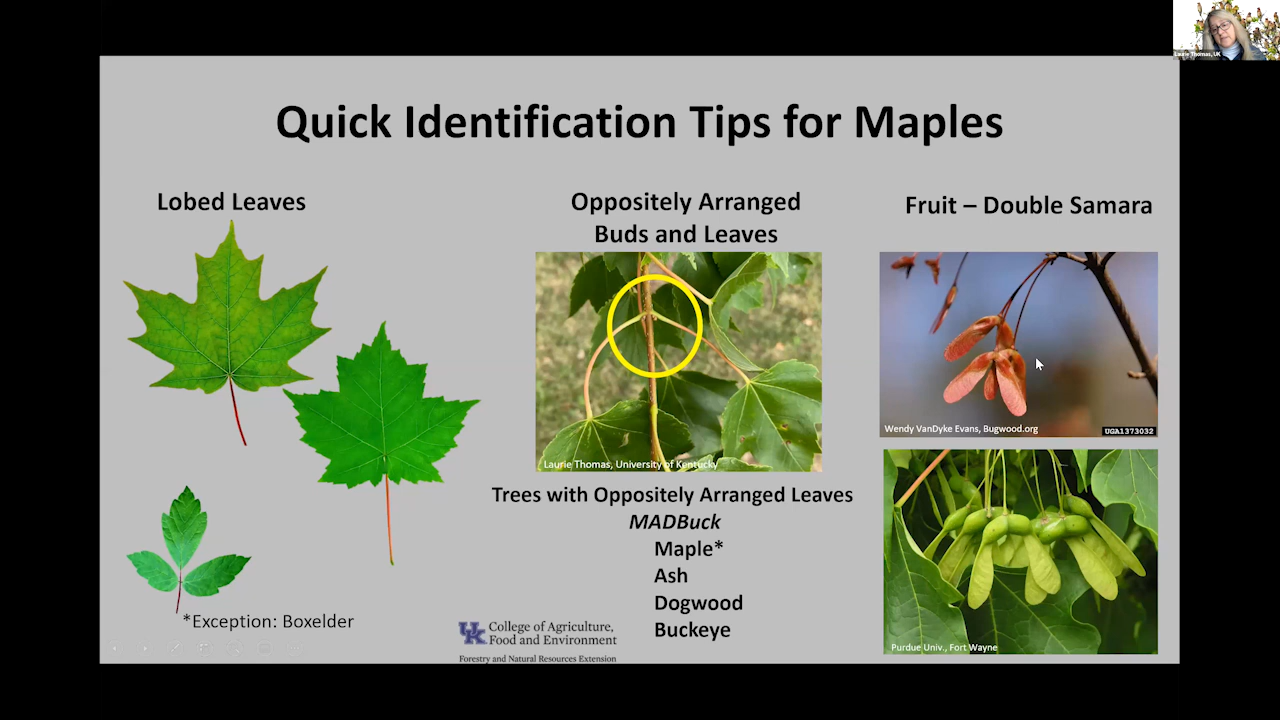 Laurie Thomas, UK
Quick Identification Tips for Maples
Lobed Leaves
*Exception: Boxelder
Oppositely Arranged
Buds and Leaves
Laurie Thomas, University of Kentucky
Trees with Oppositely Arranged Leaves
MADBuck
Maple*
Ash
Dogwood
Buckeye
UK
College of Agriculture,
Food and Environment
Forestry and Natural Resources Extension
Fruit – Double Samara
Wendy VanDyke Evans, Bugwood.org
UGA1373032
Purdue Univ., Fort Wayne